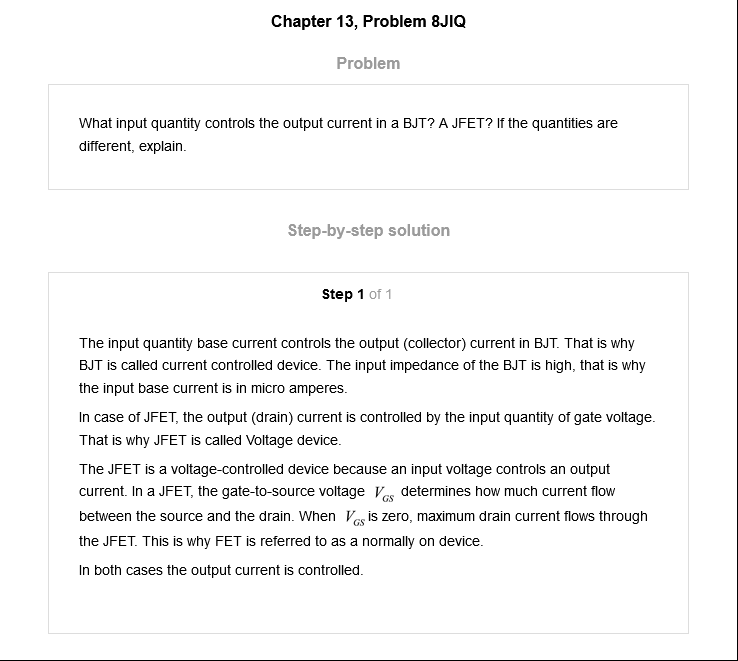 Chapter 13, Problem 8JIQ
Problem
What input quantity controls the output current in a BJT? A JFET? If the quantities are
different, explain.
Step-by-step solution
Step 1 of 1
The input quantity base current controls the output (collector) current in BJT. That is why
BJT is called current controlled device. The input impedance of the BJT is high, that is why
the input base current is in micro amperes.
In case of JFET, the output (drain) current is controlled by the input quantity of gate voltage.
That is why JFET is called Voltage device.
The JFET is a voltage-controlled device because an input voltage controls an output
current. In a JFET, the gate-to-source voltage V_GS determines how much current flow
between the source and the drain. When V_GS is zero, maximum drain current flows through
the JFET. This is why FET is referred to as a normally on device.
In both cases the output current is controlled.